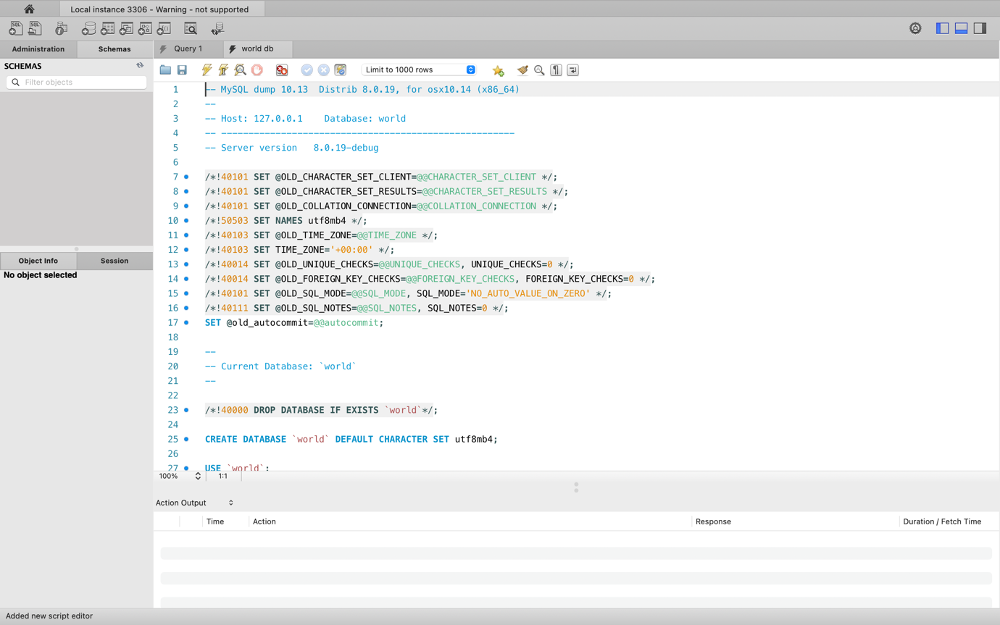 Local instance 3306 - Warning - not supported
SQL SQL
Administration Schemas Query 1 world db
SCHEMAS
Filter objects
Limit to 1000 rows
1 -- MySQL dump 10.13  Distrib 8.0.19, for osx10.14 (x86_64)
2 --
3 -- Host: 127.0.0.1    Database: world
4 -- ------------------------------------------------------
5 -- Server version   8.0.19-debug
6
7 /*!40101 SET @OLD_CHARACTER_SET_CLIENT=@@CHARACTER_SET_CLIENT */;
8 /*!40101 SET @OLD_CHARACTER_SET_RESULTS=@@CHARACTER_SET_RESULTS */;
9 /*!40101 SET @OLD_COLLATION_CONNECTION=@@COLLATION_CONNECTION */;
10 /*!50503 SET NAMES utf8mb4 */;
11 /*!40103 SET @OLD_TIME_ZONE=@@TIME_ZONE */;
12 /*!40103 SET TIME_ZONE='+00:00' */;
13 /*!40014 SET @OLD_UNIQUE_CHECKS=@@UNIQUE_CHECKS, UNIQUE_CHECKS=0 */;
14 /*!40014 SET @OLD_FOREIGN_KEY_CHECKS=@@FOREIGN_KEY_CHECKS, FOREIGN_KEY_CHECKS=0 */;
15 /*!40101 SET @OLD_SQL_MODE=@@SQL_MODE, SQL_MODE='NO_AUTO_VALUE_ON_ZERO' */;
16 /*!40111 SET @OLD_SQL_NOTES=@@SQL_NOTES, SQL_NOTES=0 */;
17 SET @old_autocommit=@@autocommit;
18
19 --
20 -- Current Database: `world`
21 --
22
23 /*!40000 DROP DATABASE IF EXISTS `world`*/;
24
25 CREATE DATABASE `world` DEFAULT CHARACTER SET utf8mb4;
26
27 USE `world`;
Object Info Session
No object selected
100% 1:1
Action Output
Time Action Response Duration / Fetch Time
Added new script editor